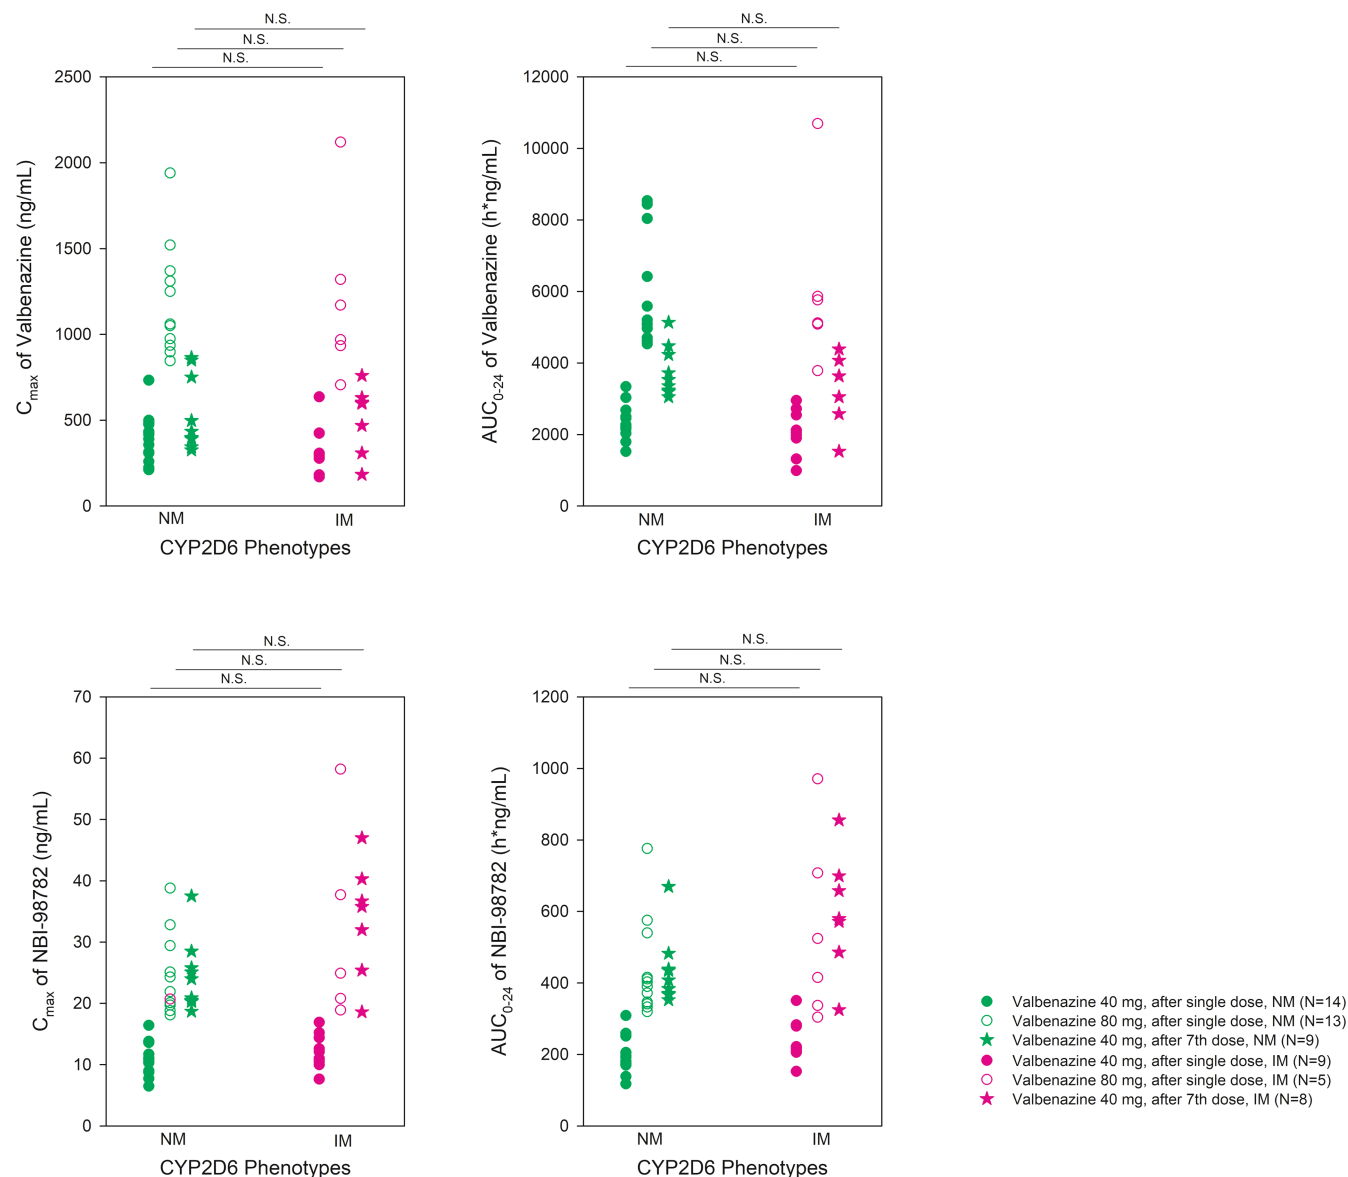 N.S.
N.S.
N.S.
2500
2000
1500
1000
500
0
Cmax of Valbenazine (ng/mL)
NM
IM
CYP2D6 Phenotypes
N.S.
N.S.
N.S.
12000
10000
8000
6000
4000
2000
0
AUC0-24 of Valbenazine (h*ng/mL)
NM
IM
CYP2D6 Phenotypes
N.S.
N.S.
N.S.
70
60
50
40
30
20
10
0
Cmax of NBI-98782 (ng/mL)
NM
IM
CYP2D6 Phenotypes
N.S.
N.S.
N.S.
1200
1000
800
600
400
200
0
AUC0-24 of NBI-98782 (h*ng/mL)
NM
IM
CYP2D6 Phenotypes
Valbenazine 40 mg, after single dose, NM (N=14)
Valbenazine 80 mg, after single dose, NM (N=13)
Valbenazine 40 mg, after 7th dose, NM (N=9)
Valbenazine 40 mg, after single dose, IM (N=9)
Valbenazine 80 mg, after single dose, IM (N=5)
Valbenazine 40 mg, after 7th dose, IM (N=8)